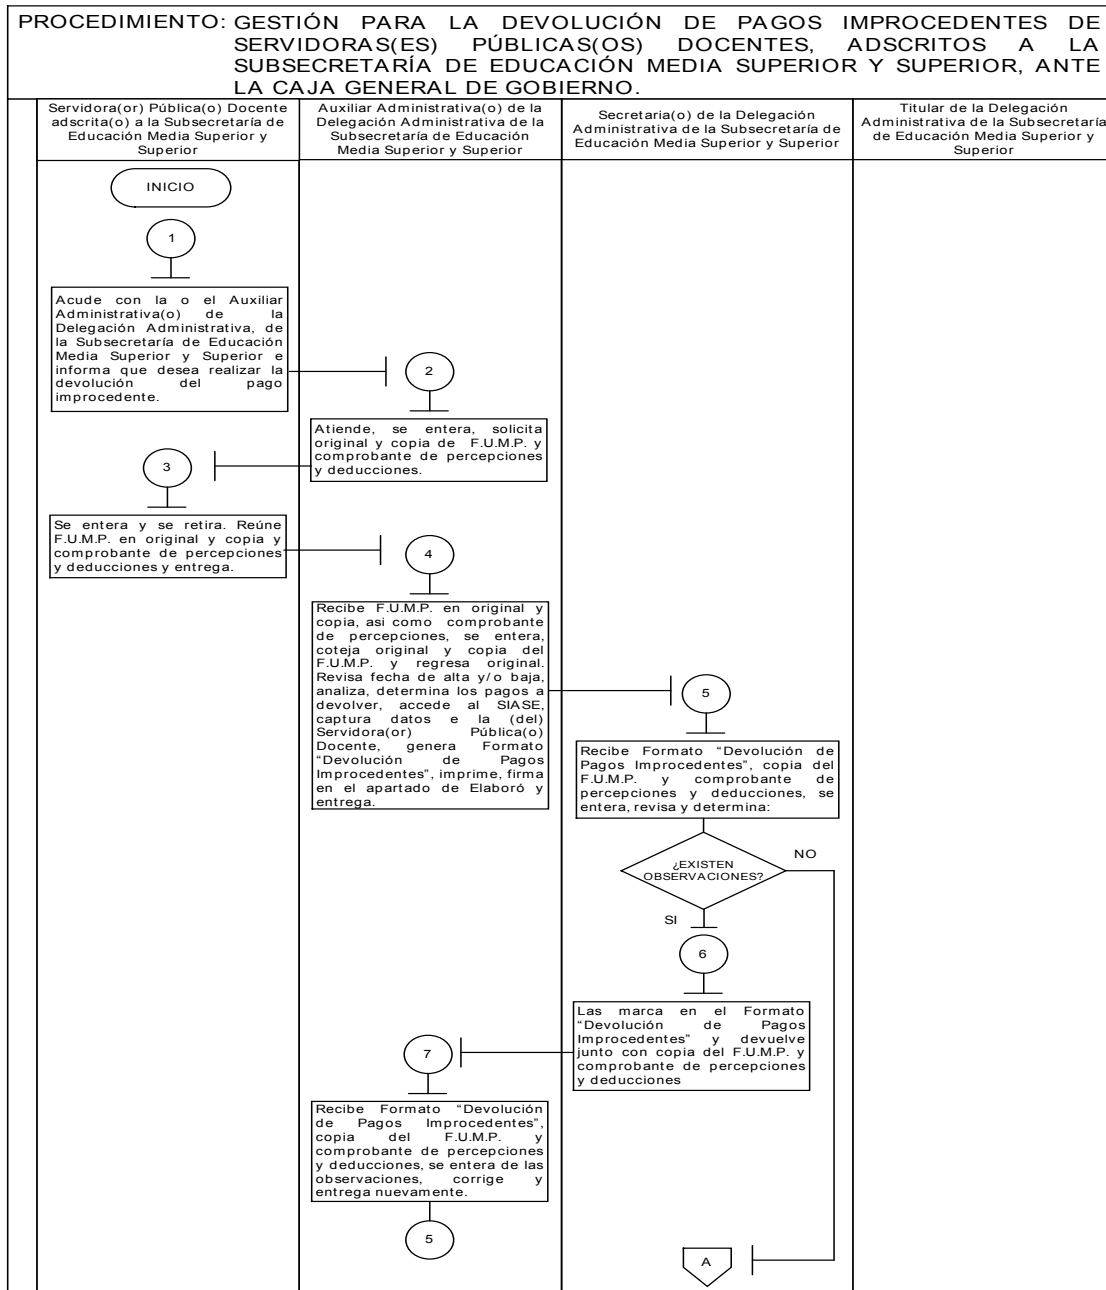 PROCEDIMIENTO: GESTIÓN PARA LA DEVOLUCIÓN DE PAGOS IMPROCEDENTES DE
SERVIDORAS(ES) PÚBLICAS(OS) DOCENTES, ADSCRITOS A LA
SUBSECRETARÍA DE EDUCACIÓN MEDIA SUPERIOR Y SUPERIOR, ANTE
LA CAJA GENERAL DE GOBIERNO.
Servidora(or) Pública(o) Docente
adscrita(o) a la Subsecretaría de
Educación Media Superior y
Superior
Auxiliar Administrativa(o) de la
Delegación Administrativa de la
Subsecretaría de Educación
Media Superior y Superior
Secretaria(o) de la Delegación
Administrativa de la Subsecretaría de
Educación Media Superior y Superior
Titular de la Delegación
Administrativa de la Subsecretaría
de Educación Media Superior y
Superior
INICIO
1
Acude con la o el Auxiliar
Administrativa(o) de la
Delegación Administrativa, de
la Subsecretaría de Educación
Media Superior y Superior e
informa que desea realizar la
devolución del pago
improcedente.
2
Atiende, se entera, solicita
original y copia de F.U.M.P. y
comprobante de percepciones
y deducciones.
3
Se entera y se retira. Reúne
F.U.M.P. en original y copia y
comprobante de percepciones
y deducciones y entrega.
4
Recibe F.U.M.P. en original y
copia, asi como comprobante
de percepciones, se entera,
coteja original y copia del
F.U.M.P. y regresa original.
Revisa fecha de alta y/o baja,
analiza, determina los pagos a
devolver, accede al SIASE,
captura datos e la (del)
Servidora(or) Pública(o)
Docente, genera Formato
“Devolución de Pagos
Improcedentes”, imprime, firma
en el apartado de Elaboró y
entrega.
5
Recibe Formato “Devolución de
Pagos Improcedentes”, copia del
F.U.M.P. y comprobante de
percepciones y deducciones, se
entera, revisa y determina:
¿EXISTEN
OBSERVACIONES?
NO
SI
6
Las marca en el Formato
“Devolución de Pagos
Improcedentes” y devuelve
junto con copia del F.U.M.P. y
comprobante de percepciones
y deducciones
7
Recibe Formato “Devolución
de Pagos Improcedentes”,
copia del F.U.M.P. y
comprobante de percepciones
y deducciones, se entera de las
observaciones, corrige y
entrega nuevamente.
5
A